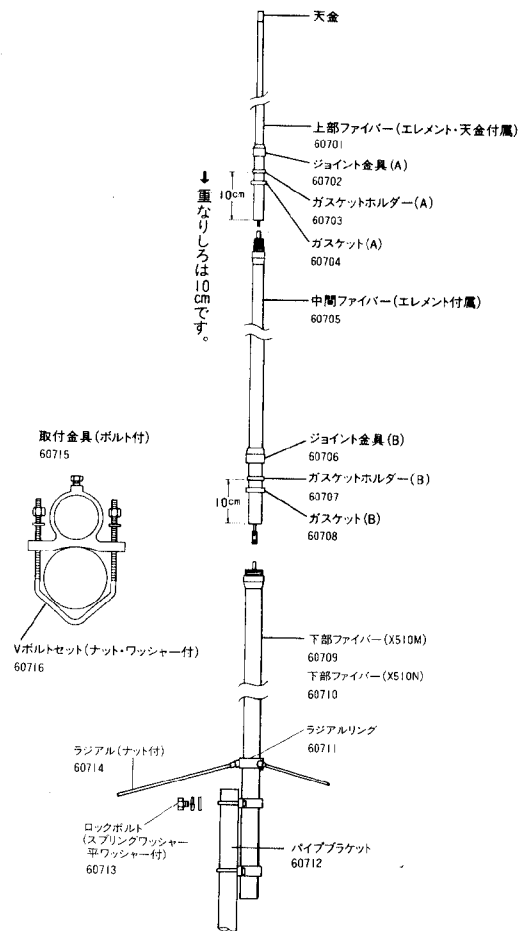 天金
上部ファイバー(エレメント・天金付属)
60701
ジョイント金具(A)
60702
10cm
ガスケットホルダー(A)
60703
ガスケット(A)
60704
↓重なりしろは10cmです。
中間ファイバー(エレメント付属)
60705
取付金具(ボルト付)
60715
ジョイント金具(B)
60706
ガスケットホルダー(B)
60707
10cm
ガスケット(B)
60708
Vボルトセット(ナット・ワッシャー付)
60716
下部ファイバー(X510M)
60709
下部ファイバー(X510N)
60710
ラジアルリング
60711
ラジアル(ナット付)
60714
ロックボルト
(スプリングワッシャー
平ワッシャー付)
60713
パイプブラケット
60712